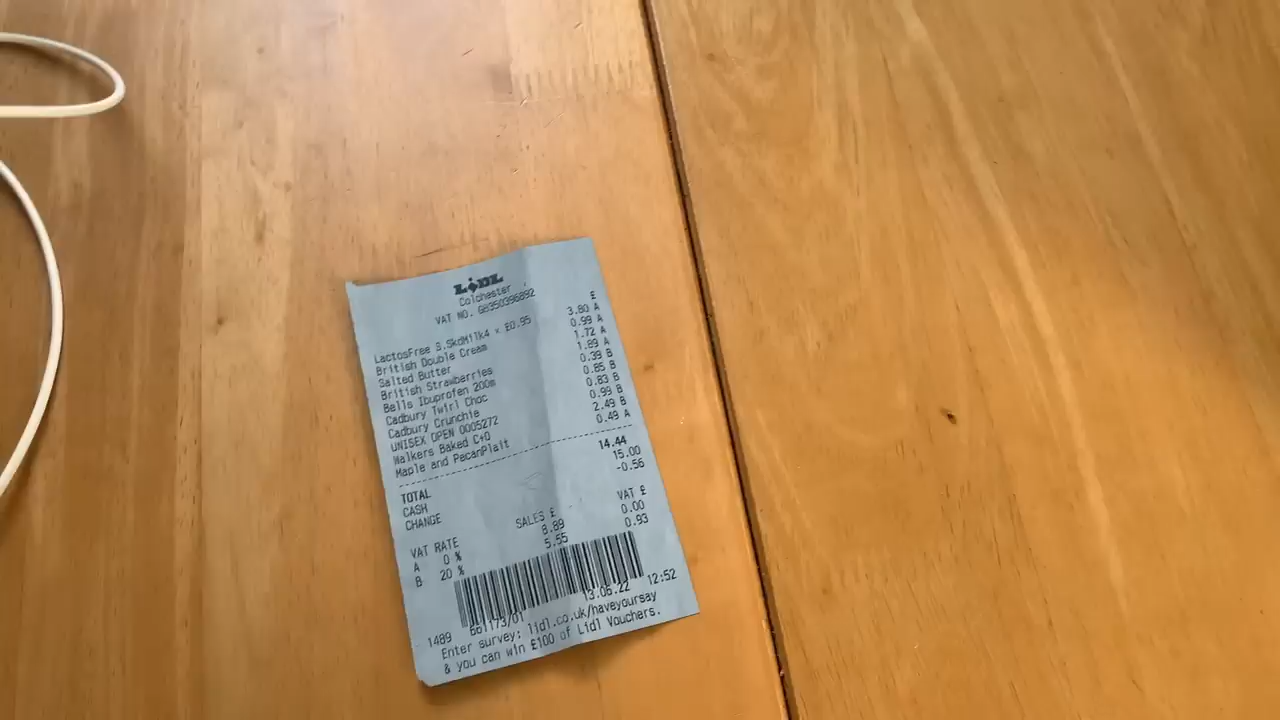 LiDL
Colchester
VAT NO. GB350396892
£
LactosFree S.SkdMilk4 x £0.95 3.80 A
British Double Cream 0.99 A
Salted Butter 1.72 A
British Strawberries 1.89 A
Bells Ibuprofen 200m 0.39 B
Cadbury Twirl Choc 0.85 B
Cadbury Crunchie 0.83 B
UNISEX OPEN 0005272 0.99 B
Walkers Baked C+O 2.49 B
Maple and PecanPlait 0.49 A
TOTAL 14.44
CASH 15.00
CHANGE -0.56
VAT RATE SALES £ VAT £
A 0 % 8.89 0.00
B 20 % 5.55 0.93
1489 661173/01 13.06.22 12:52
Enter survey: lidl.co.uk/haveyoursay
& you can win £100 of Lidl Vouchers.